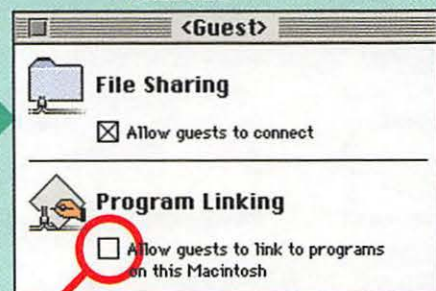 <Guest>
File Sharing
Allow guests to connect
Program Linking
Allow guests to link to programs
on this Macintosh